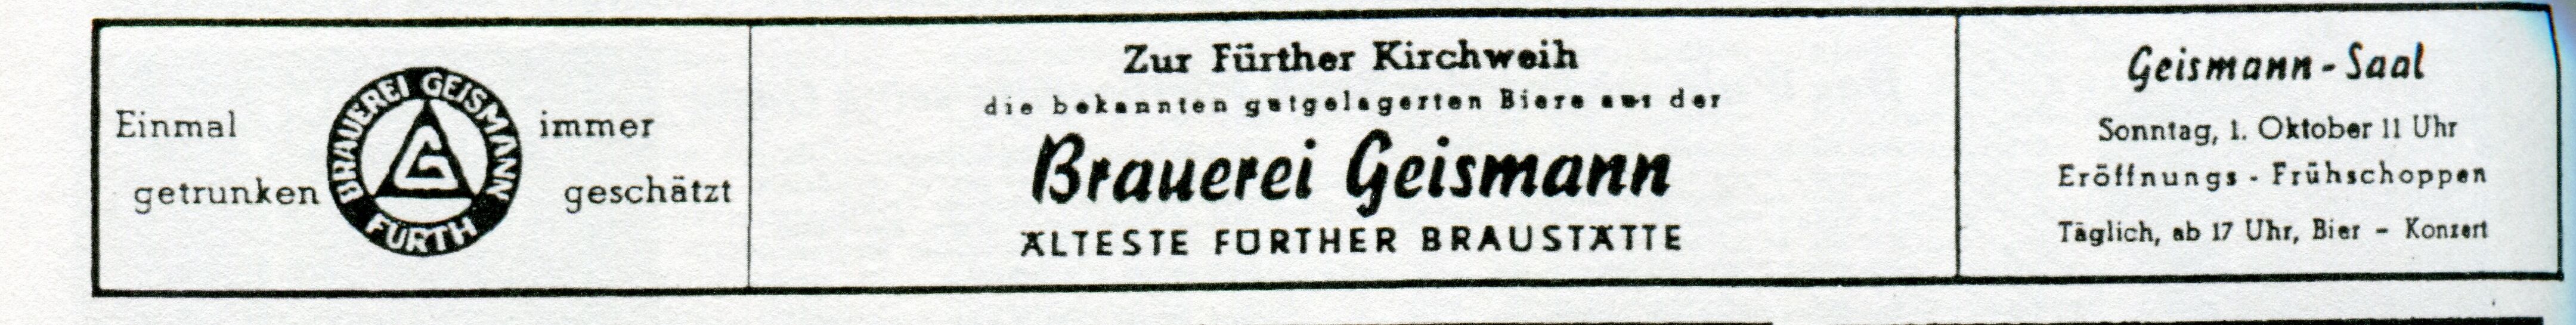 Einmal
getrunken
BRAUEREI GEISMANN
G
FÜRTH
immer
geschätzt
Zur Fürther Kirchweih
die bekannten gutgelagerten Biere aus der
Brauerei Geismann
ÄLTESTE FÜRTHER BRAUSTÄTTE
Geismann-Saal
Sonntag, 1. Oktober 11 Uhr
Eröffnungs - Frühschoppen
Täglich, ab 17 Uhr, Bier - Konzert